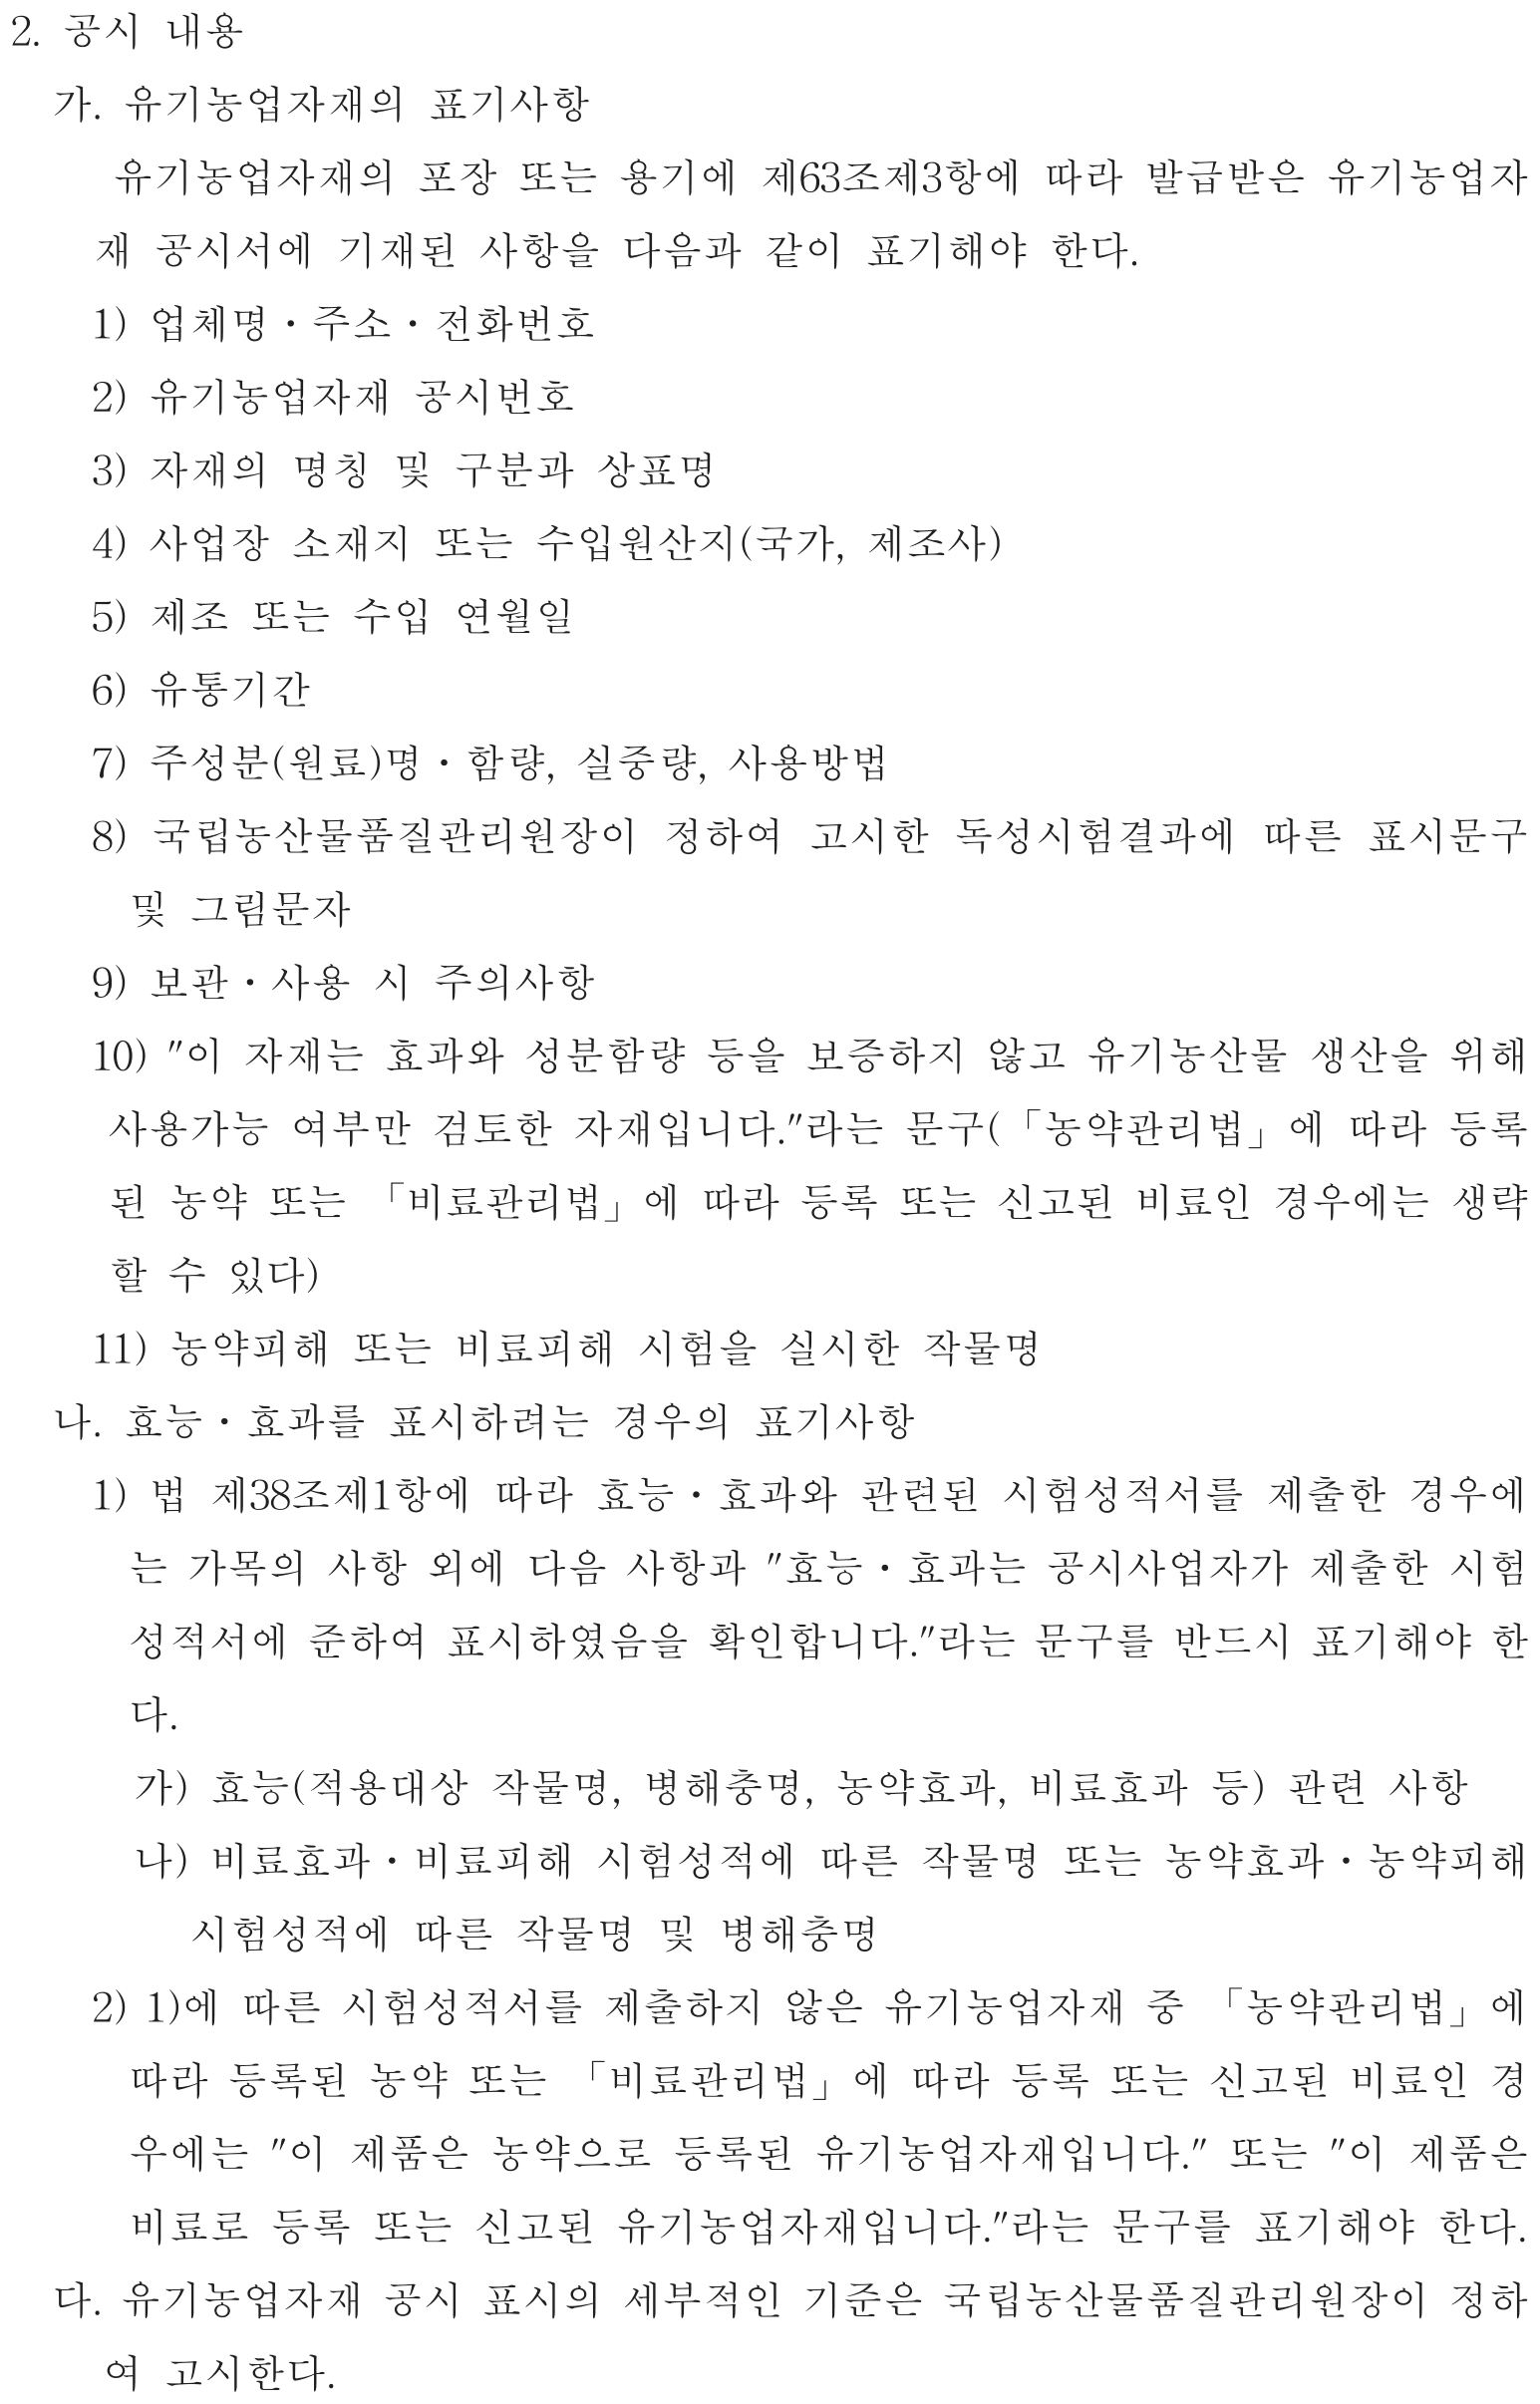 2. 공시 내용
가. 유기농업자재의 표기사항
유기농업자재의 포장 또는 용기에 제63조제3항에 따라 발급받은 유기농업자
재 공시서에 기재된 사항을 다음과 같이 표기해야 한다.
1) 업체명・주소・전화번호
2) 유기농업자재 공시번호
3) 자재의 명칭 및 구분과 상표명
4) 사업장 소재지 또는 수입원산지(국가, 제조사)
5) 제조 또는 수입 연월일
6) 유통기간
7) 주성분(원료)명・함량, 실중량, 사용방법
8) 국립농산물품질관리원장이 정하여 고시한 독성시험결과에 따른 표시문구
및 그림문자
9) 보관・사용 시 주의사항
10) "이 자재는 효과와 성분함량 등을 보증하지 않고 유기농산물 생산을 위해
사용가능 여부만 검토한 자재입니다."라는 문구(「농약관리법」에 따라 등록
된 농약 또는 「비료관리법」에 따라 등록 또는 신고된 비료인 경우에는 생략
할 수 있다)
11) 농약피해 또는 비료피해 시험을 실시한 작물명
나. 효능・효과를 표시하려는 경우의 표기사항
1) 법 제38조제1항에 따라 효능・효과와 관련된 시험성적서를 제출한 경우에
는 가목의 사항 외에 다음 사항과 "효능・효과는 공시사업자가 제출한 시험
성적서에 준하여 표시하였음을 확인합니다."라는 문구를 반드시 표기해야 한
다.
가) 효능(적용대상 작물명, 병해충명, 농약효과, 비료효과 등) 관련 사항
나) 비료효과・비료피해 시험성적에 따른 작물명 또는 농약효과・농약피해
시험성적에 따른 작물명 및 병해충명
2) 1)에 따른 시험성적서를 제출하지 않은 유기농업자재 중 「농약관리법」에
따라 등록된 농약 또는 「비료관리법」에 따라 등록 또는 신고된 비료인 경
우에는 "이 제품은 농약으로 등록된 유기농업자재입니다." 또는 "이 제품은
비료로 등록 또는 신고된 유기농업자재입니다."라는 문구를 표기해야 한다.
다. 유기농업자재 공시 표시의 세부적인 기준은 국립농산물품질관리원장이 정하
여 고시한다.